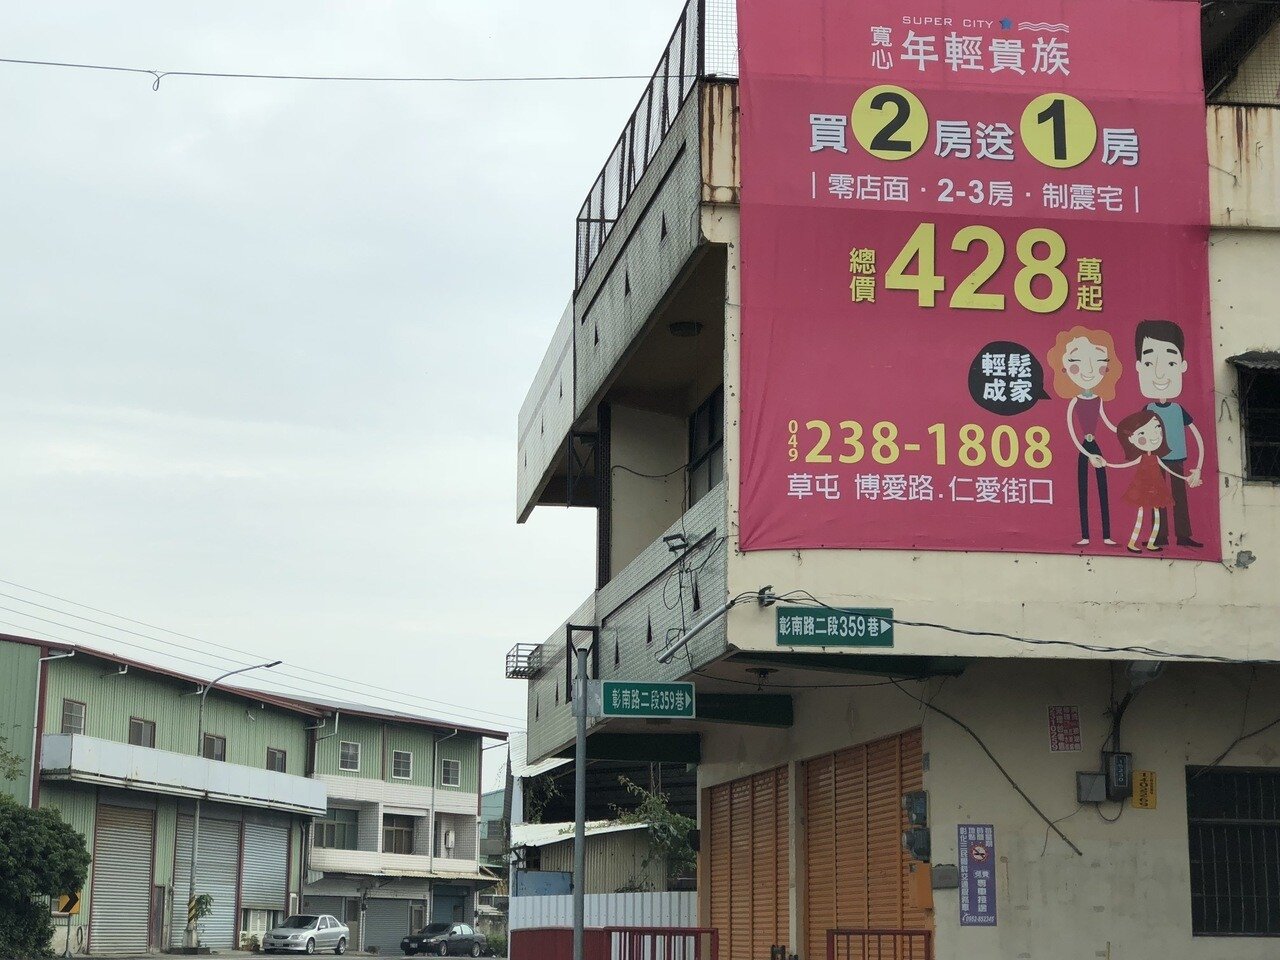 SUPER CITY
寬心 年輕貴族
買2房送1房
|零店面·2-3房·制震宅|
總價428萬起
輕鬆
成家
049 238-1808
草屯 博愛路.仁愛街口
彰南路二段359巷
彰南路二段359巷